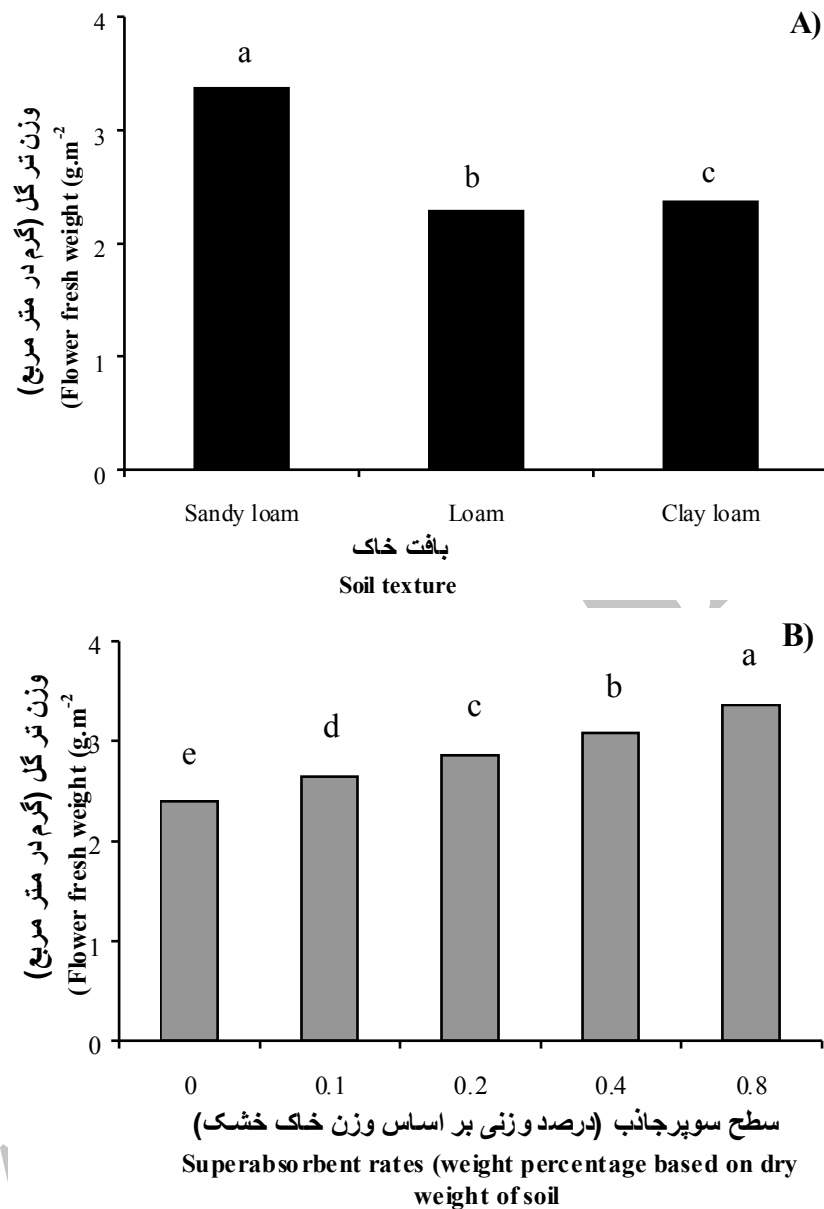 A)
4
3
2
1
0
a
b
c
وزن تر گل (گرم در متر مربع)
(Flower fresh weight (g.m-2
Sandy loam Loam Clay loam
بافت خاک
Soil texture
B)
4
3
2
1
0
e
d
c
b
a
وزن تر گل (گرم در متر مربع)
(Flower fresh weight (g.m-2
0 0.1 0.2 0.4 0.8
سطح سوپرجاذب (درصد وزنی بر اساس وزن خاک خشک)
Superabsorbent rates (weight percentage based on dry
weight of soil